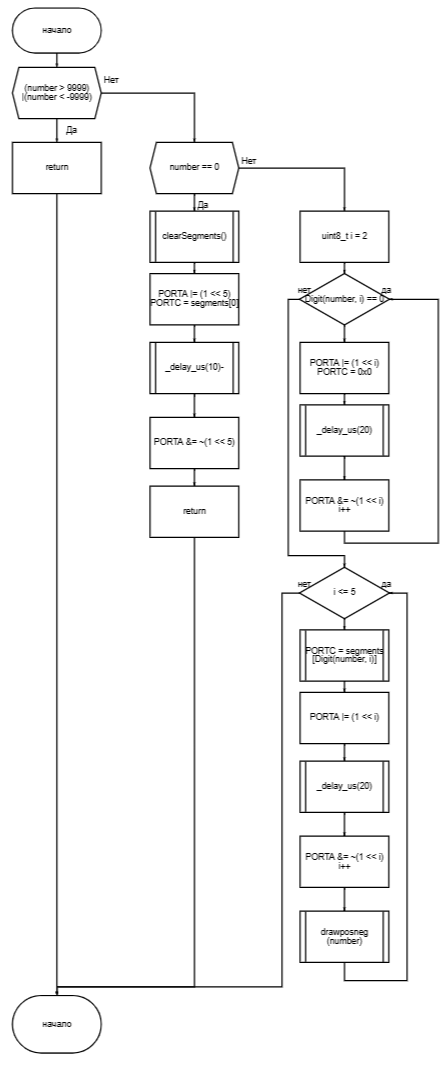 начало
(number > 9999)
|(number < -9999)
Нет
Да
return
number == 0
Нет
Да
clearSegments()
PORTA |= (1 << 5)
PORTC = segments[0]
_delay_us(10)-
PORTA &= ~(1 << 5)
return
uint8_t i = 2
нет
Digit(number, i) == 0
да
PORTA |= (1 << i)
PORTC = 0x0
_delay_us(20)
PORTA &= ~(1 << i)
i++
нет
i <= 5
да
PORTC = segments
[Digit(number, i)]
PORTA |= (1 << i)
_delay_us(20)
PORTA &= ~(1 << i)
i++
drawposneg
(number)
начало